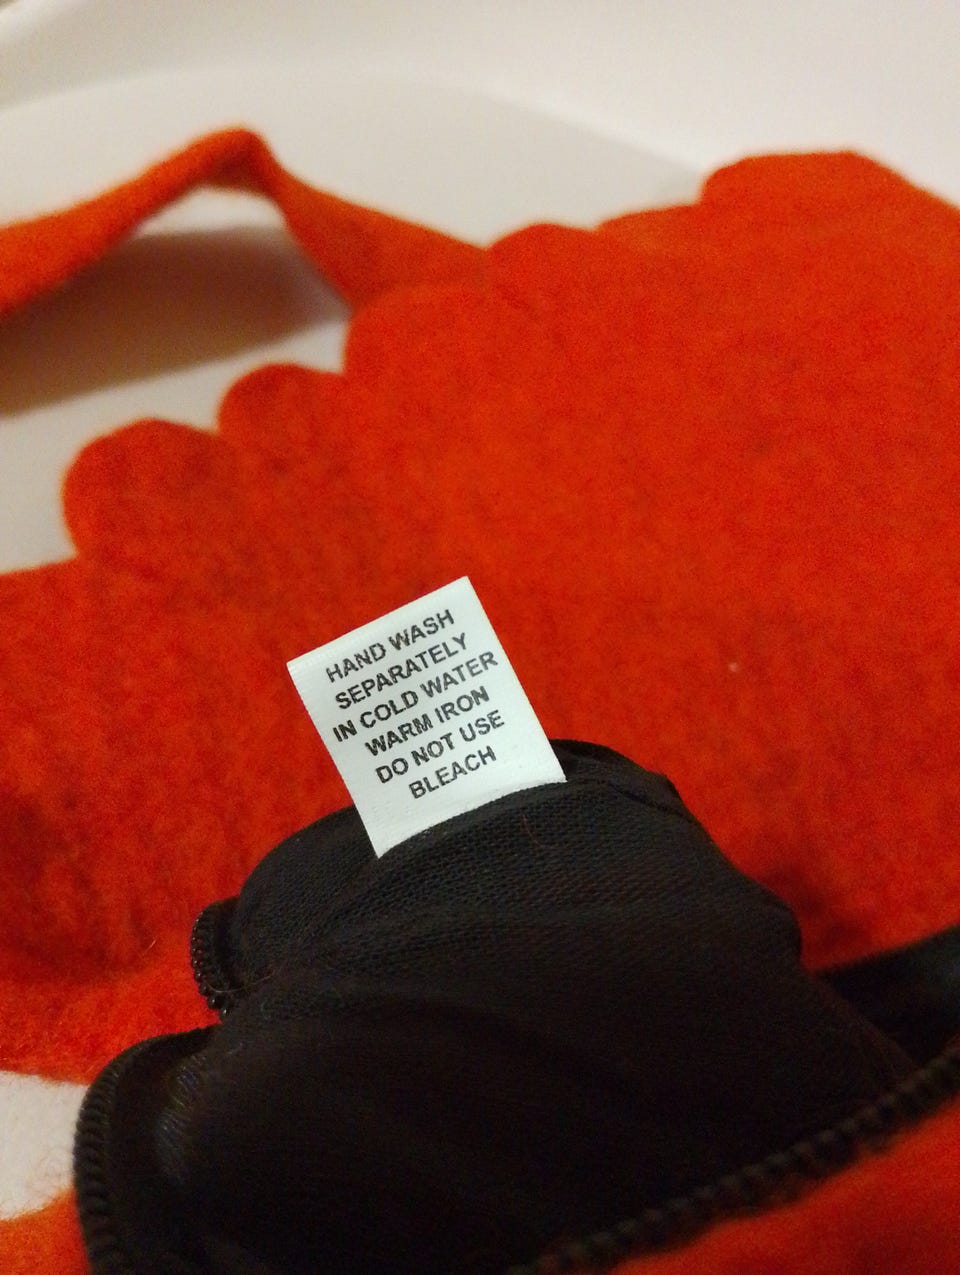 HAND WASH
SEPARATELY
IN COLD WATER
WARM IRON
DO NOT USE
BLEACH